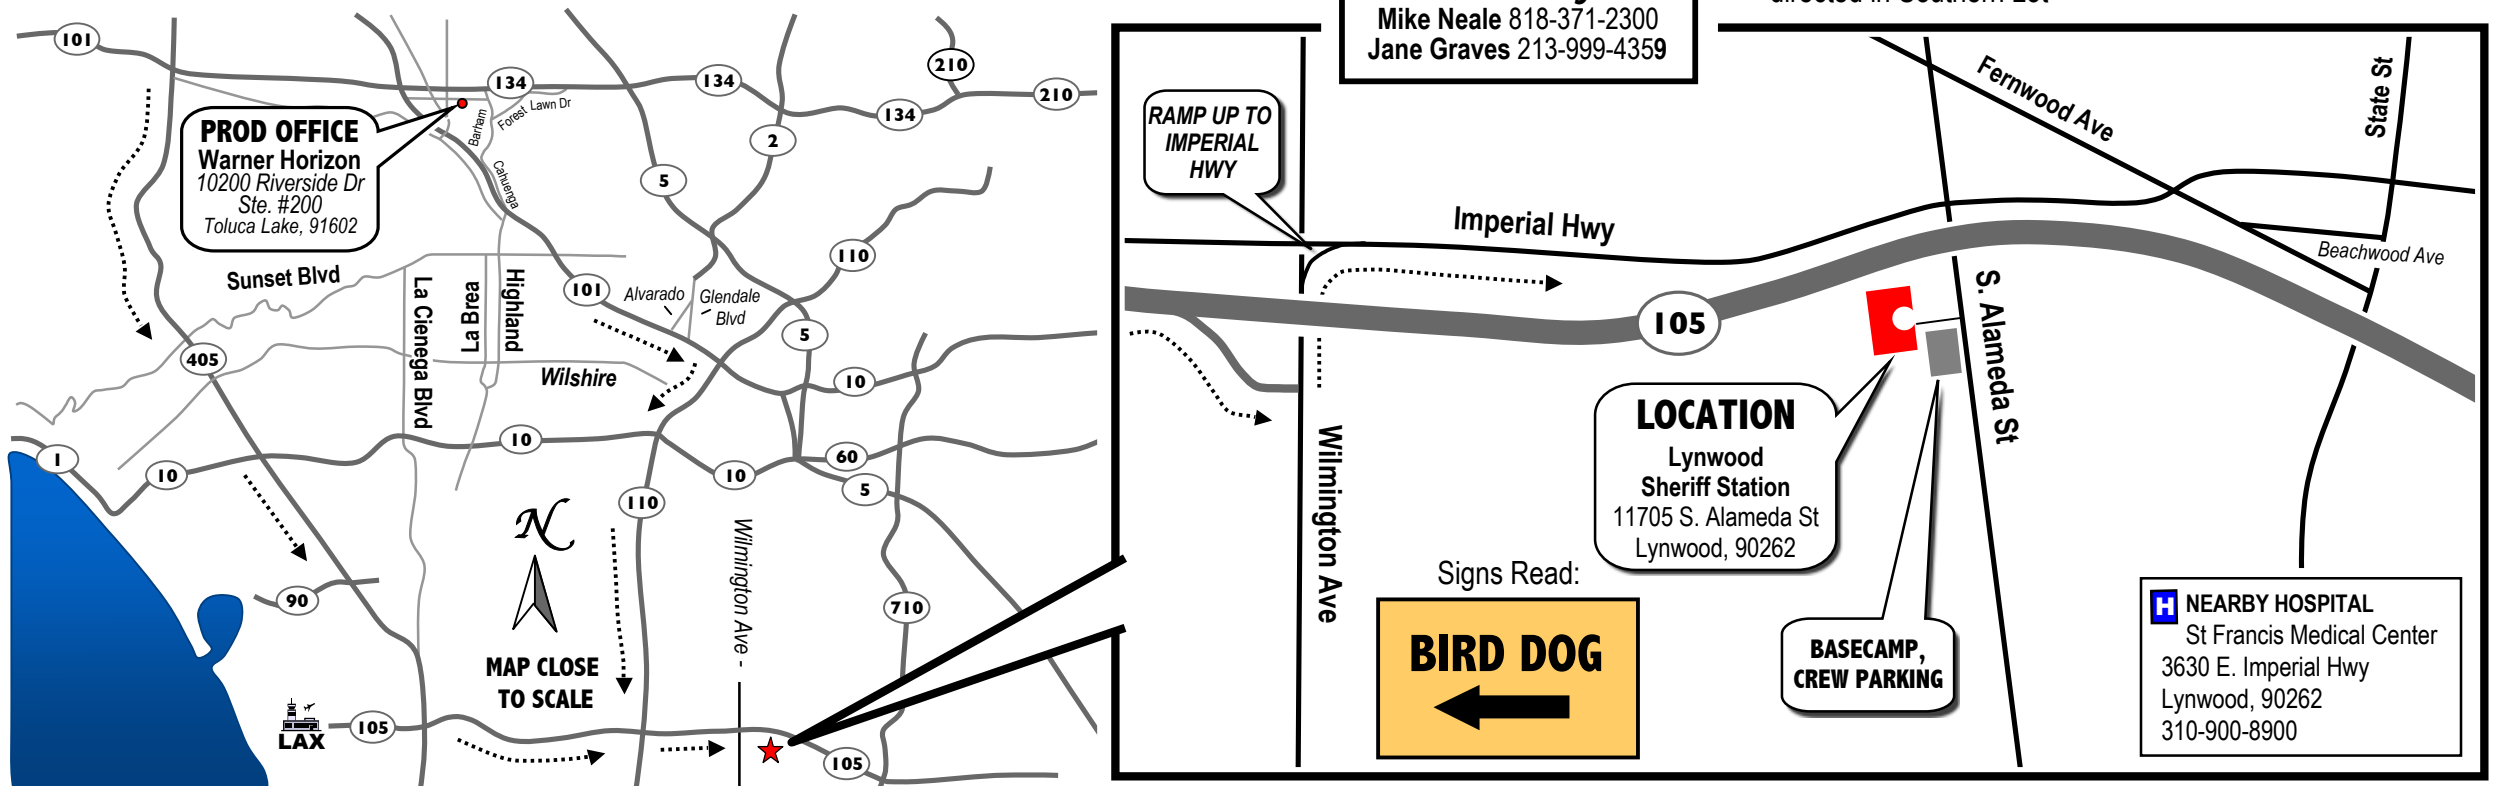 101
134
134
210
210
134
Forest Lawn Dr
Barham
Cahuenga
PROD OFFICE
Warner Horizon
10200 Riverside Dr
Ste. #200
Toluca Lake, 91602
2
5
110
Sunset Blvd
La Cienega Blvd
La Brea
Highland
101
Alvarado
Glendale
Blvd
5
405
Wilshire
10
1
10
10
10
60
5
110
N
Wilmington Ave -
90
710
MAP CLOSE
TO SCALE
LAX
105
105
Mike Neale 818-371-2300
Jane Graves 213-999-4359
directed in Southern
RAMP UP TO
IMPERIAL
HWY
Imperial Hwy
Fernwood Ave
State St
Beachwood Ave
105
S. Alameda St
Wilmington Ave
LOCATION
Lynwood
Sheriff Station
11705 S. Alameda St
Lynwood, 90262
Signs Read:
BIRD DOG
BASECAMP,
CREW PARKING
H NEARBY HOSPITAL
St Francis Medical Center
3630 E. Imperial Hwy
Lynwood, 90262
310-900-8900